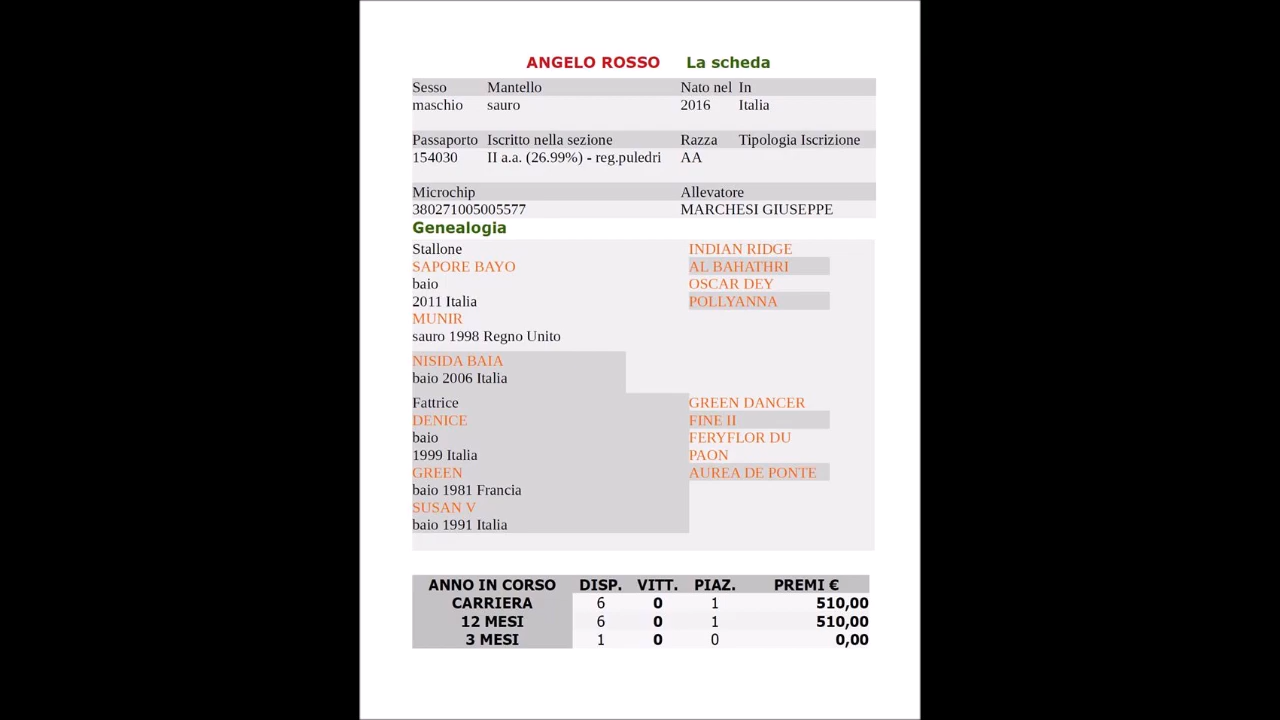 ANGELO ROSSO La scheda
Sesso Mantello Nato nel In
maschio sauro 2016 Italia
Passaporto Iscritto nella sezione Razza Tipologia Iscrizione
154030 II a.a. (26.99%) - reg.puledri AA
Microchip Allevatore
380271005005577 MARCHESI GIUSEPPE
Genealogia
Stallone INDIAN RIDGE
SAPORE BAYO AL BAHATHRI
baio OSCAR DEY
2011 Italia POLLYANNA
MUNIR
sauro 1998 Regno Unito
NISIDA BAIA
baio 2006 Italia
Fattrice GREEN DANCER
DENICE FINE II
baio FERYFLOR DU
1999 Italia PAON
GREEN AUREA DE PONTE
baio 1981 Francia
SUSAN V
baio 1991 Italia
ANNO IN CORSO DISP. VITT. PIAZ. PREMI €
CARRIERA 6 0 1 510,00
12 MESI 6 0 1 510,00
3 MESI 1 0 0 0,00